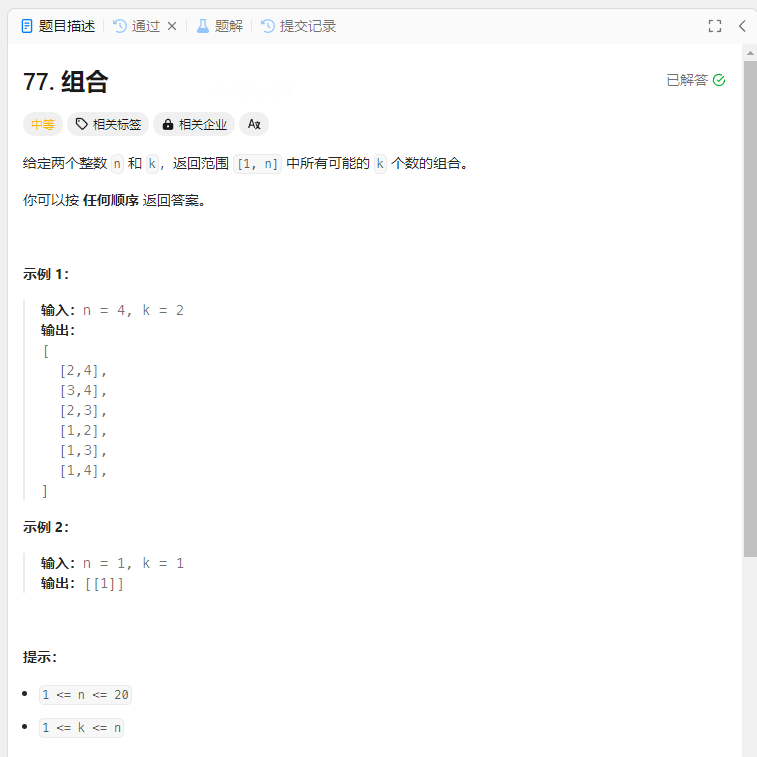 题目描述 通过 × 题解 提交记录
77. 组合 已解答
中等 相关标签 相关企业 Ax
给定两个整数 n 和 k，返回范围 [1, n] 中所有可能的 k 个数的组合。
你可以按 任何顺序 返回答案。
示例 1：
输入：n = 4, k = 2
输出：
[
[2,4],
[3,4],
[2,3],
[1,2],
[1,3],
[1,4],
]
示例 2：
输入：n = 1, k = 1
输出：[[1]]
提示：
1 <= n <= 20
1 <= k <= n